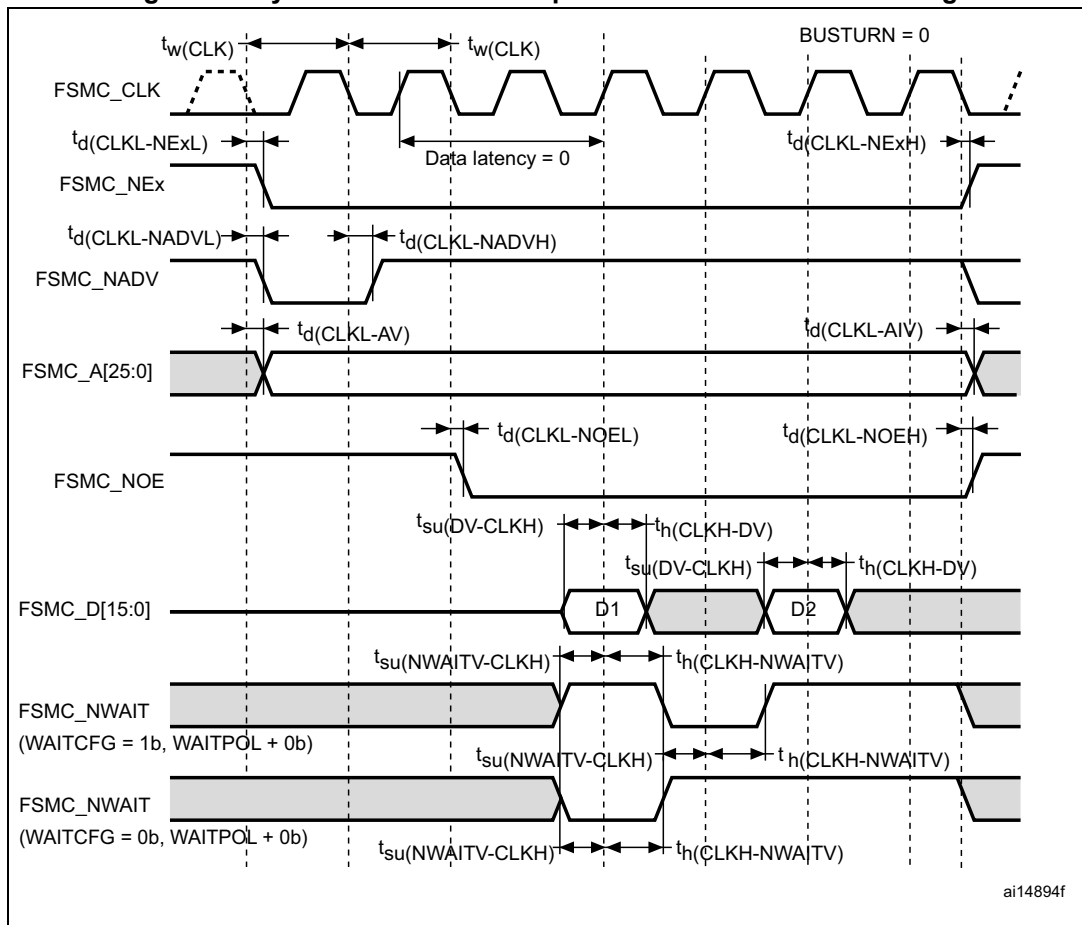 tw(CLK) tw(CLK) BUSTURN = 0
FSMC_CLK
td(CLKL-NExL) Data latency = 0 td(CLKL-NExH)
FSMC_NEx
td(CLKL-NADVL) td(CLKL-NADVH)
FSMC_NADV
td(CLKL-AV) td(CLKL-AIV)
FSMC_A[25:0]
td(CLKL-NOEL) td(CLKL-NOEH)
FSMC_NOE
tsu(DV-CLKH) th(CLKH-DV)
tsu(DV-CLKH) th(CLKH-DV)
FSMC_D[15:0] D1 D2
tsu(NWAITV-CLKH) th(CLKH-NWAITV)
FSMC_NWAIT
(WAITCFG = 1b, WAITPOL + 0b)
tsu(NWAITV-CLKH) t h(CLKH-NWAITV)
FSMC_NWAIT
(WAITCFG = 0b, WAITPOL + 0b)
tsu(NWAITV-CLKH) th(CLKH-NWAITV)
ai14894f